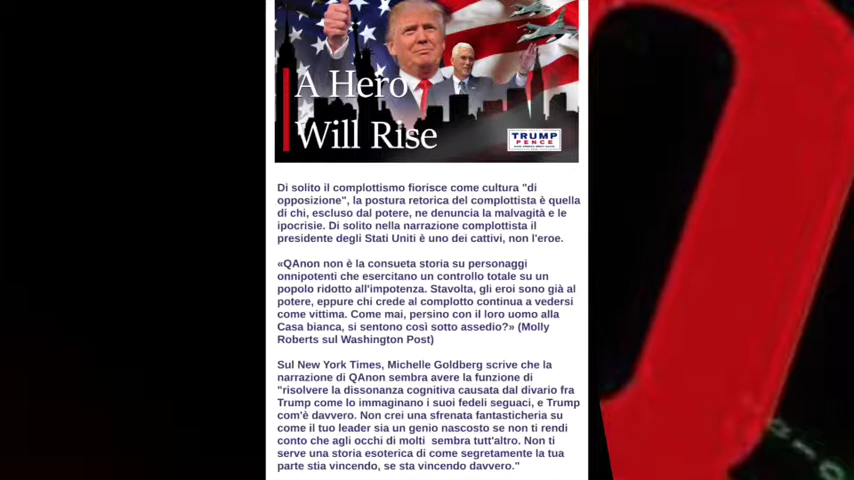 A Hero
Will Rise
TRUMP
PENCE
Di solito il complottismo fiorisce come cultura "di
opposizione", la postura retorica del complottista è quella
di chi, escluso dal potere, ne denuncia la malvagità e le
ipocrisie. Di solito nella narrazione complottista il
presidente degli Stati Uniti è uno dei cattivi, non l'eroe.
«QAnon non è la consueta storia su personaggi
onnipotenti che esercitano un controllo totale su un
popolo ridotto all'impotenza. Stavolta, gli eroi sono già al
potere, eppure chi crede al complotto continua a vedersi
come vittima. Come mai, persino con il loro uomo alla
Casa bianca, si sentono così sotto assedio?» (Molly
Roberts sul Washington Post)
Sul New York Times, Michelle Goldberg scrive che la
narrazione di QAnon sembra avere la funzione di
"risolvere la dissonanza cognitiva causata dal divario fra
Trump come lo immaginano i suoi fedeli seguaci, e Trump
com'è davvero. Non crei una sfrenata fantasticheria su
come il tuo leader sia un genio nascosto se non ti rendi
conto che agli occhi di molti  sembra tutt'altro. Non ti
serve una storia esoterica di come segretamente la tua
parte stia vincendo, se sta vincendo davvero."